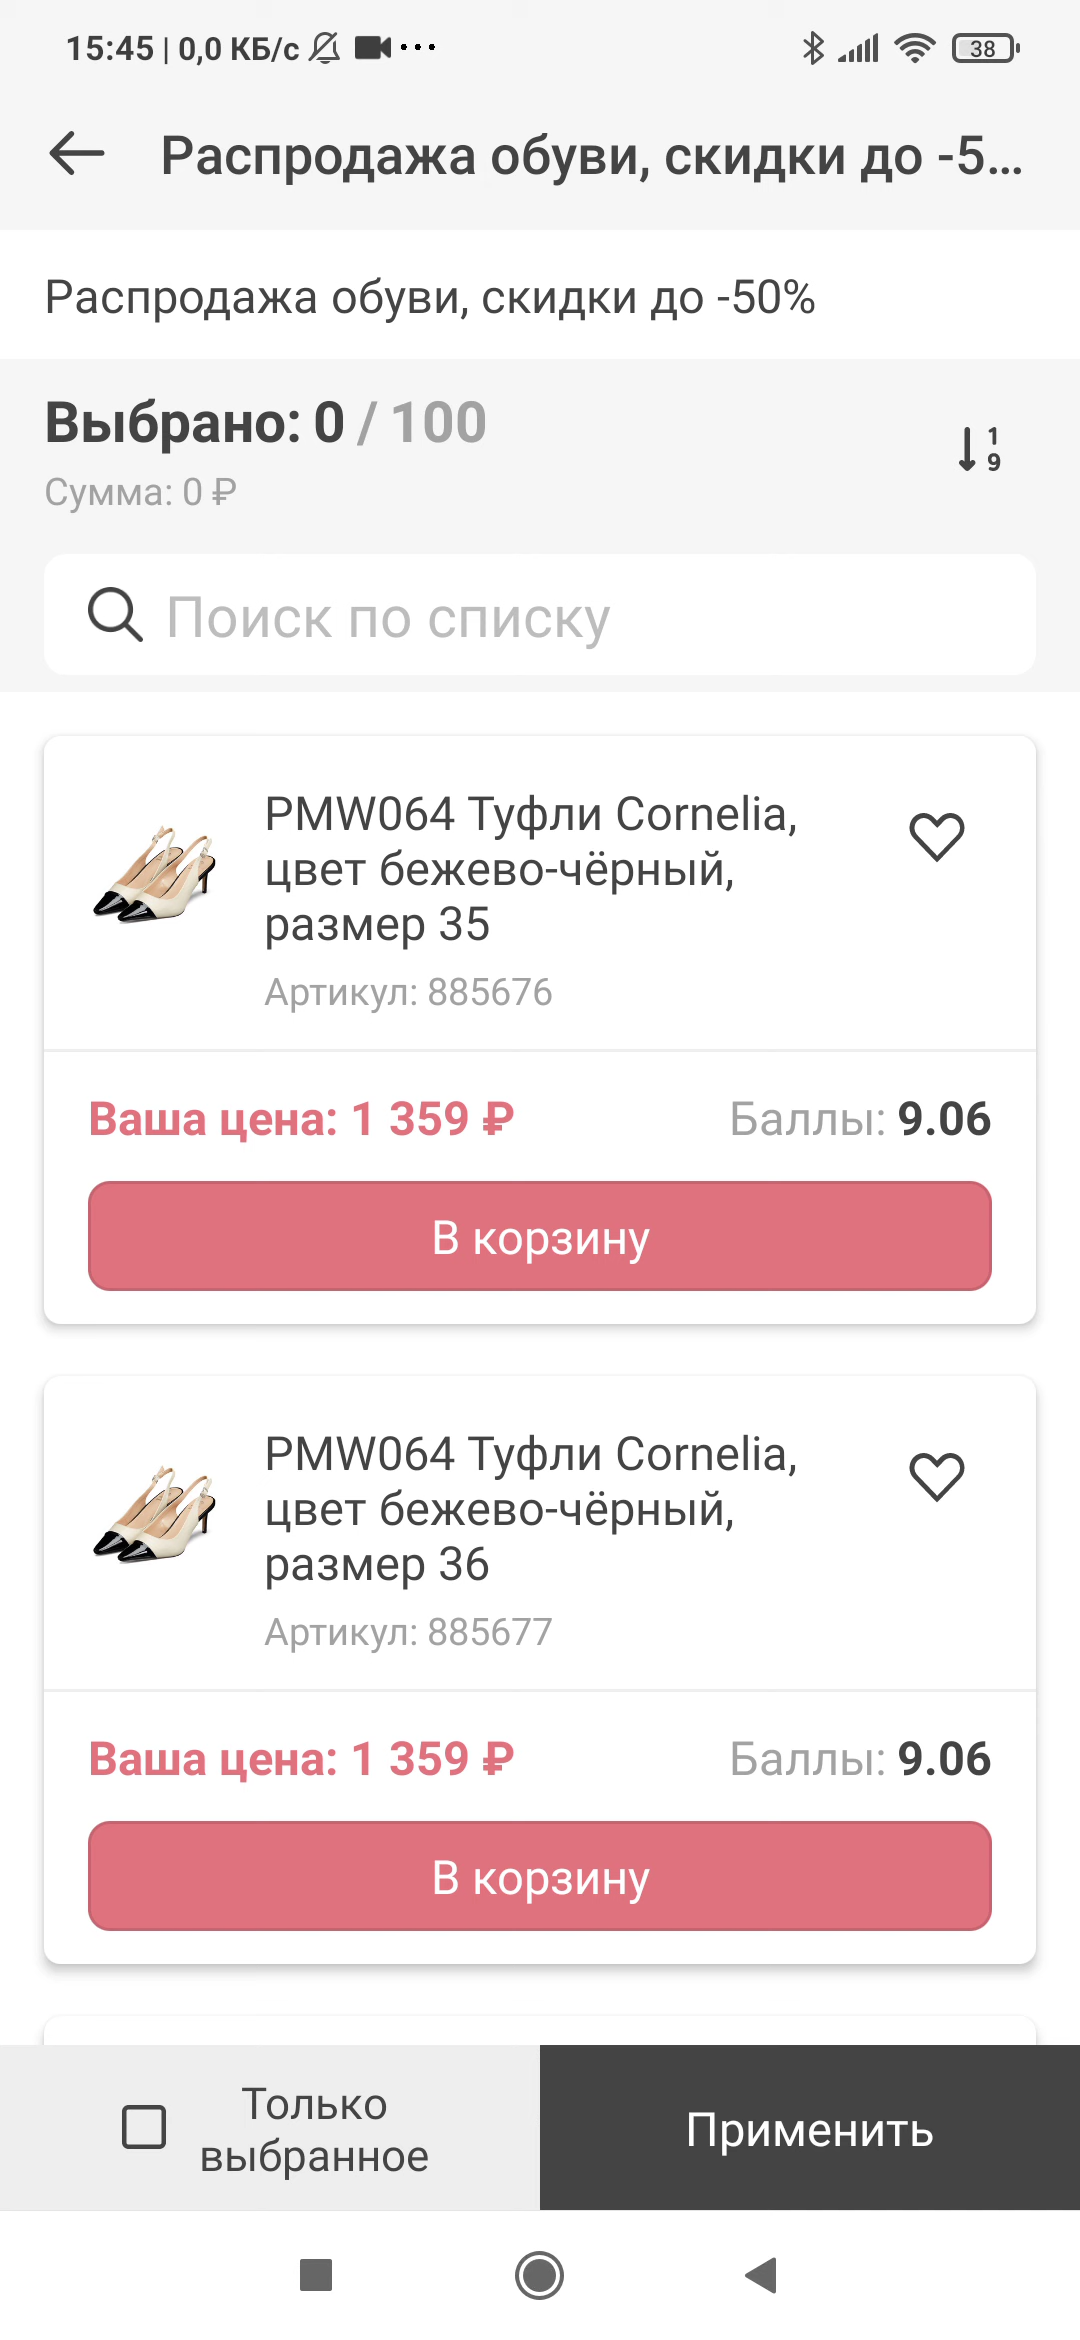 15:45 | 0,0 КБ/с
38
Распродажа обуви, скидки до -5...
Распродажа обуви, скидки до -50%
Выбрано: 0 / 100
Сумма: 0 ₽
1
9
Поиск по списку
PMW064 Туфли Cornelia,
цвет бежево-чёрный,
размер 35
Артикул: 885676
Ваша цена: 1 359 ₽
Баллы: 9.06
В корзину
PMW064 Туфли Cornelia,
цвет бежево-чёрный,
размер 36
Артикул: 885677
Ваша цена: 1 359 ₽
Баллы: 9.06
В корзину
Только
выбранное
Применить